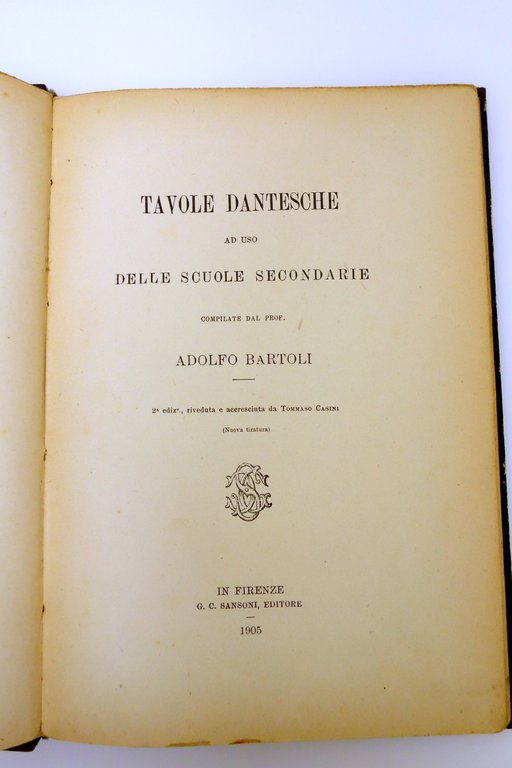 TAVOLE DANTESCHE
AD USO
DELLE SCUOLE SECONDARIE
COMPILATE DAL PROF.
ADOLFO BARTOLI
2ª edizᵉ., riveduta e accresciuta da TOMMASO CASINI
(Nuova tiratura)
IN FIRENZE
G. C. SANSONI, EDITORE
1905